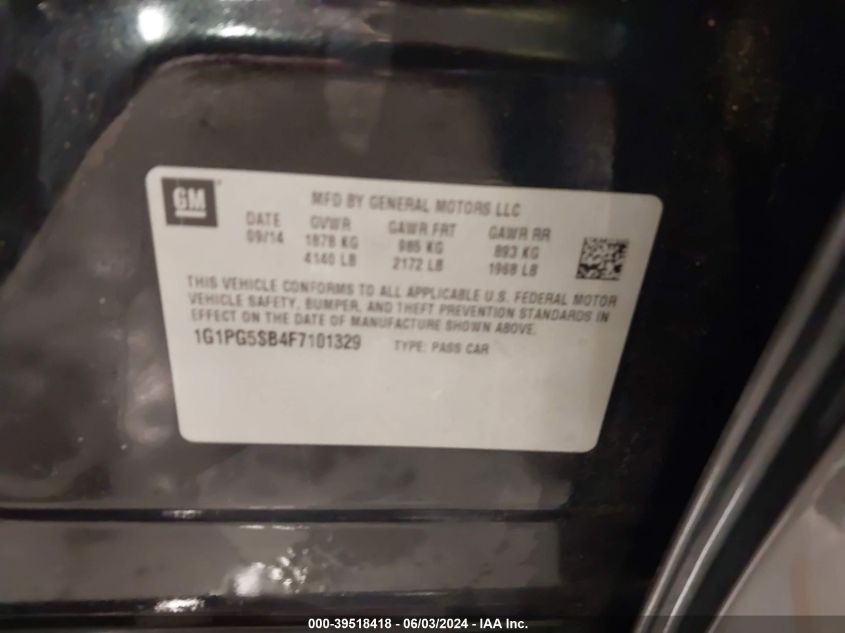 GM
MFD BY GENERAL MOTORS LLC
DATE GVWR GAWR FRT GAWR RR
09/14 1878 KG 985 KG 893 KG
4140 LB 2172 LB 1968 LB
THIS VEHICLE CONFORMS TO ALL APPLICABLE U.S. FEDERAL MOTOR
VEHICLE SAFETY, BUMPER, AND THEFT PREVENTION STANDARDS IN
EFFECT ON THE DATE OF MANUFACTURE SHOWN ABOVE.
1G1PG5SB4F7101329 TYPE: PASS CAR
000-39518418 - 06/03/2024 - IAA Inc.